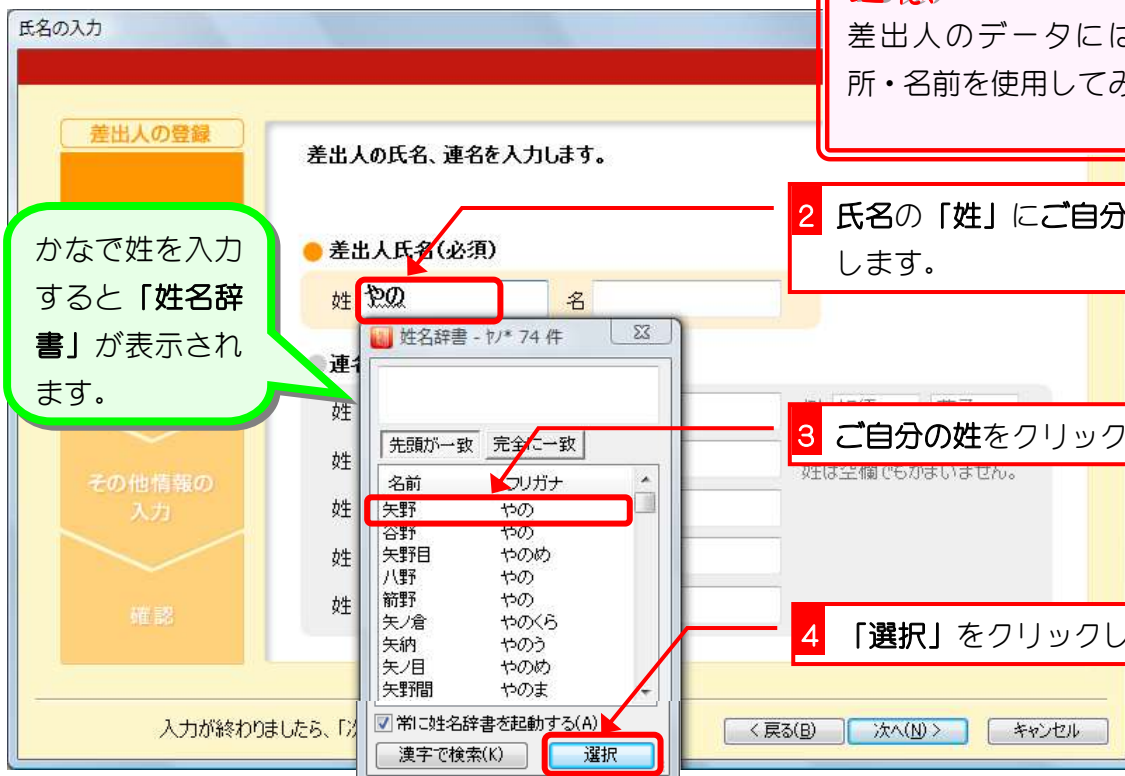 氏名の入力
差出人のデータには
所・名前を使用してみ
差出人の登録
差出人の氏名、連名を入力します。
2 氏名の「姓」にご自分
します。
かなで姓を入力
すると「姓名辞
書」が表示され
ます。
差出人氏名(必須)
姓 やの 名
姓名辞書 - ヤノ* 74 件
連名
姓
先頭が一致 完全に一致
3 ご自分の姓をクリック
姓は空欄でもかまいません。
姓
その他情報の
入力
名前 フリガナ
姓
矢野 やの
谷野 やの
姓
矢野目 やのめ
八野 やの
姓
箭野 やの
確認
矢ノ倉 やのくら
矢納 やのう
矢ノ目 やのめ
矢野間 やのま
4 「選択」をクリックし
常に姓名辞書を起動する(A)
入力が終わりましたら、「次
漢字で検索(K) 選択
< 戻る(B) 次へ(N) > キャンセル